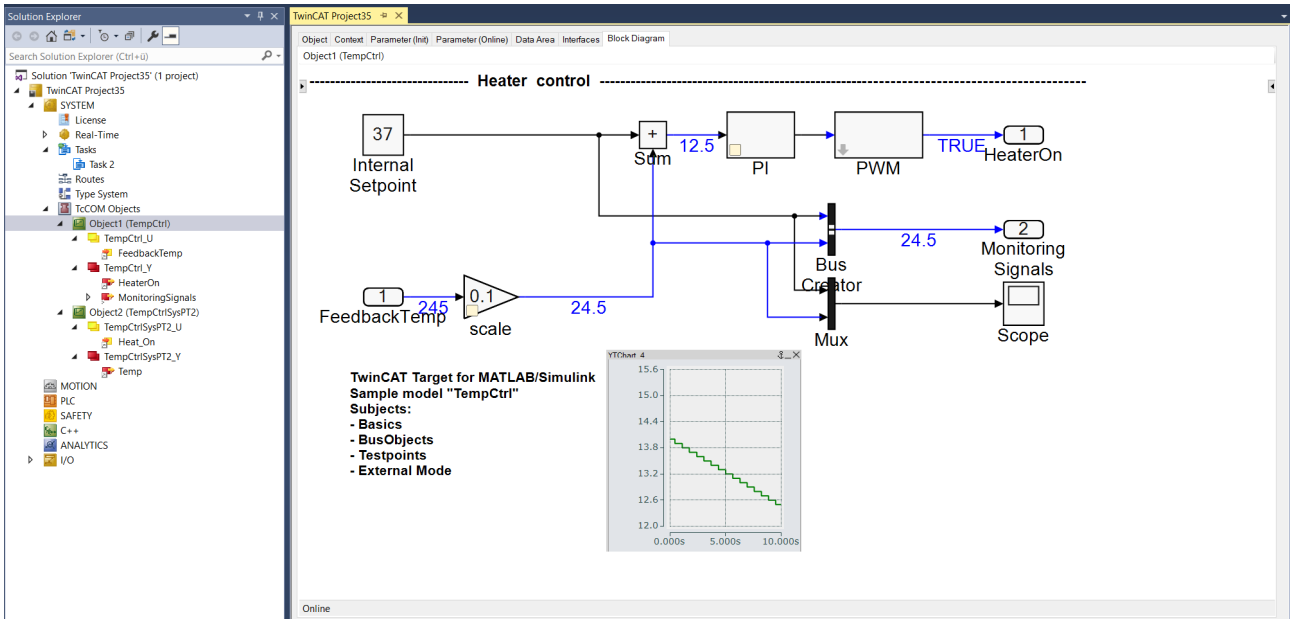 Solution Explorer
Search Solution Explorer (Ctrl+ü)
Solution 'TwinCAT Project35' (1 project)
TwinCAT Project35
SYSTEM
License
Real-Time
Tasks
Task 2
Routes
Type System
TcCOM Objects
Object1 (TempCtrl)
TempCtrl_U
FeedbackTemp
TempCtrl_Y
HeaterOn
MonitoringSignals
Object2 (TempCtrlSysPT2)
TempCtrlSysPT2_U
Heat_On
TempCtrlSysPT2_Y
Temp
MOTION
PLC
SAFETY
C++
ANALYTICS
I/O
TwinCAT Project35
Object Context Parameter (Init) Parameter (Online) Data Area Interfaces Block Diagram
Object1 (TempCtrl)
Heater control
37
Internal
Setpoint
+
Sum
12.5
PI
PWM
TRUE
1
HeaterOn
Bus
Creator
24.5
2
Monitoring
Signals
1
FeedbackTemp
245
0.1
scale
24.5
Mux
Scope
TwinCAT Target for MATLAB/Simulink
Sample model "TempCtrl"
Subjects:
- Basics
- BusObjects
- Testpoints
- External Mode
YTChart 4
15.6
15.0
14.4
13.8
13.2
12.6
12.0
0.000s 5.000s 10.000s
Online